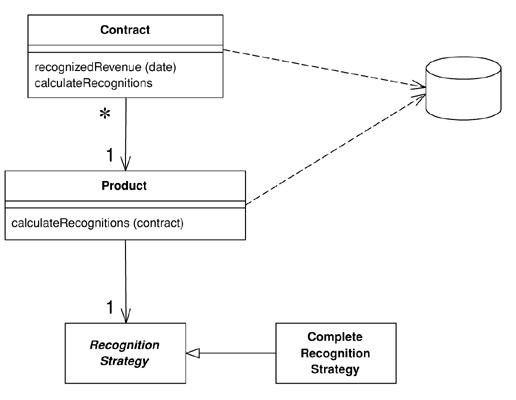 Contract
recognizedRevenue (date)
calculateRecognitions
*
1
Product
calculateRecognitions (contract)
1
Recognition
Strategy
Complete
Recognition
Strategy